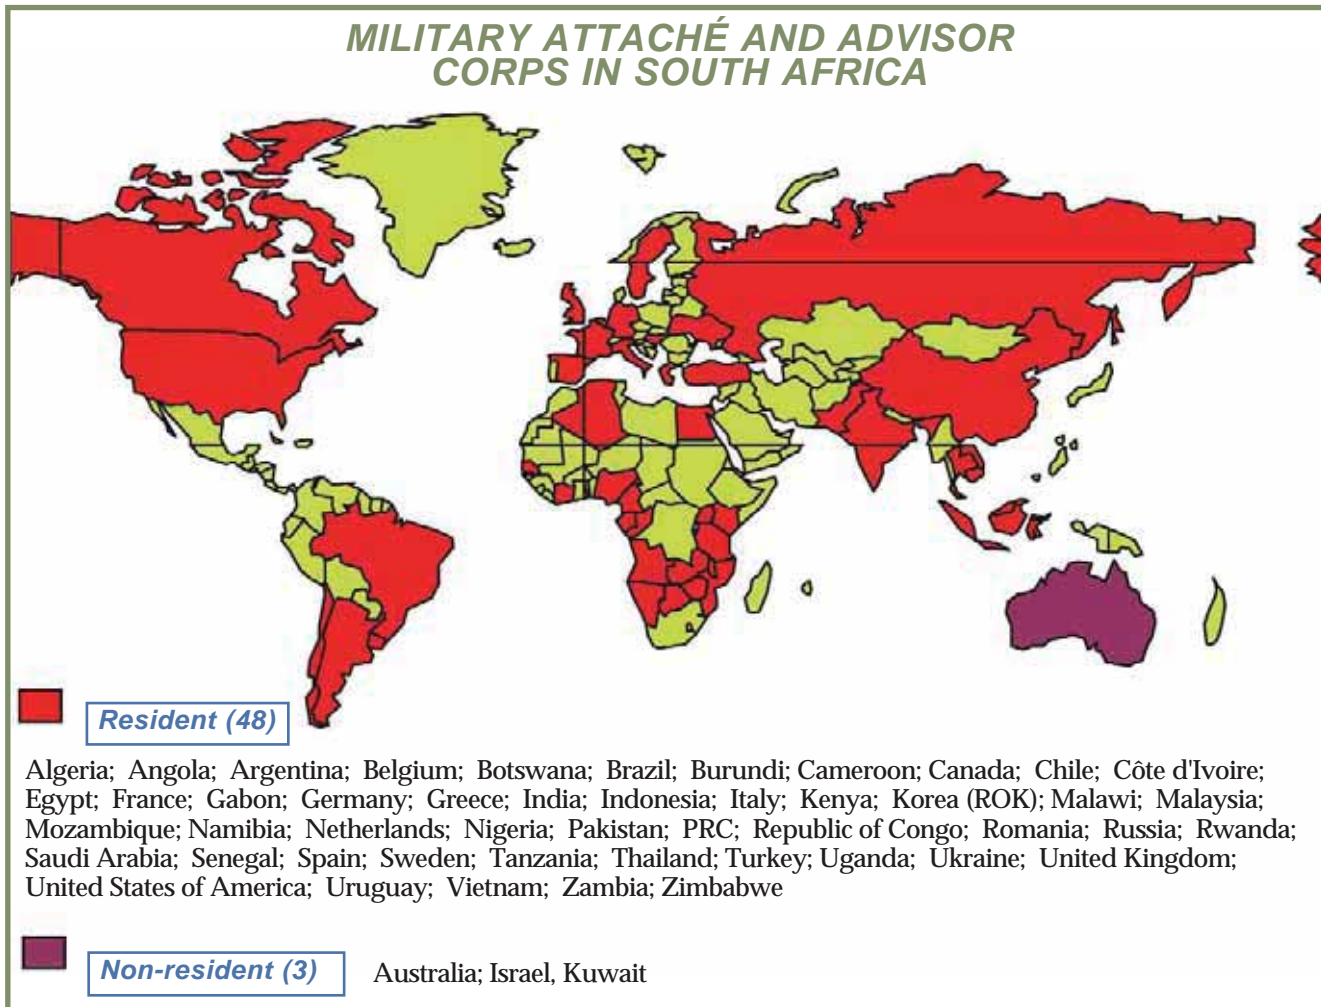 MILITARY ATTACHÉ AND ADVISOR
CORPS IN SOUTH AFRICA
Resident (48)
Algeria; Angola; Argentina; Belgium; Botswana; Brazil; Burundi; Cameroon; Canada; Chile; Côte d'Ivoire;
Egypt; France; Gabon; Germany; Greece; India; Indonesia; Italy; Kenya; Korea (ROK); Malawi; Malaysia;
Mozambique; Namibia; Netherlands; Nigeria; Pakistan; PRC; Republic of Congo; Romania; Russia; Rwanda;
Saudi Arabia; Senegal; Spain; Sweden; Tanzania; Thailand; Turkey; Uganda; Ukraine; United Kingdom;
United States of America; Uruguay; Vietnam; Zambia; Zimbabwe
Non-resident (3)
Australia; Israel, Kuwait